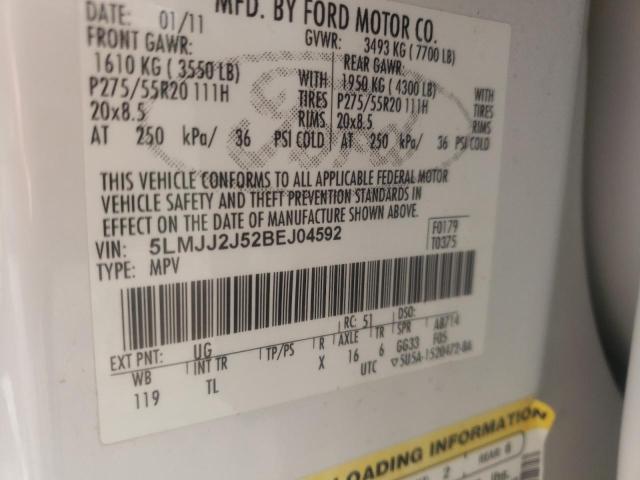 MFD. BY FORD MOTOR CO.
DATE: 01/11 GVWR: 3493 KG (7700 LB)
FRONT GAWR: REAR GAWR:
1610 KG (3550 LB) WITH 1950 KG (4300 LB) WITH
P275/55R20 111H TIRES P275/55R20 111H TIRES
20x8.5 RIMS 20x8.5 RIMS
AT 250 kPa/ 36 PSI COLD AT 250 kPa/ 36 PSI COLD
THIS VEHICLE CONFORMS TO ALL APPLICABLE FEDERAL MOTOR
VEHICLE SAFETY AND THEFT PREVENTION STANDARDS IN
EFFECT ON THE DATE OF MANUFACTURE SHOWN ABOVE.
VIN: 5LMJJ2J52BEJ04592 F0179
TYPE: MPV T0375
RC: 51 DSO:
EXT PNT: UG AB714
WB INT TR TP/PS R AXLE TR SPR F05
119 TL X 16 6 GG33
UTC ▽5U5A-1520472-BA
LOADING INFORMATION
2 REAR